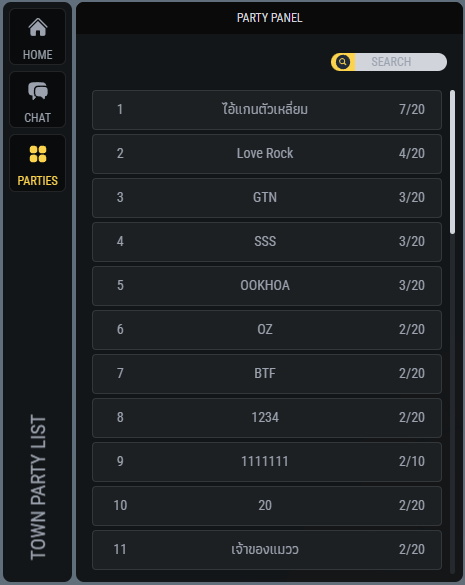 HOME
CHAT
PARTIES
TOWN PARTY LIST
PARTY PANEL
SEARCH
1 ไอ้แกนตัวเหลี่ยม 7/20
2 Love Rock 4/20
3 GTN 3/20
4 SSS 3/20
5 OOKHOA 3/20
6 OZ 2/20
7 BTF 2/20
8 1234 2/20
9 1111111 2/10
10 20 2/20
11 เจ้าของแมวว 2/20